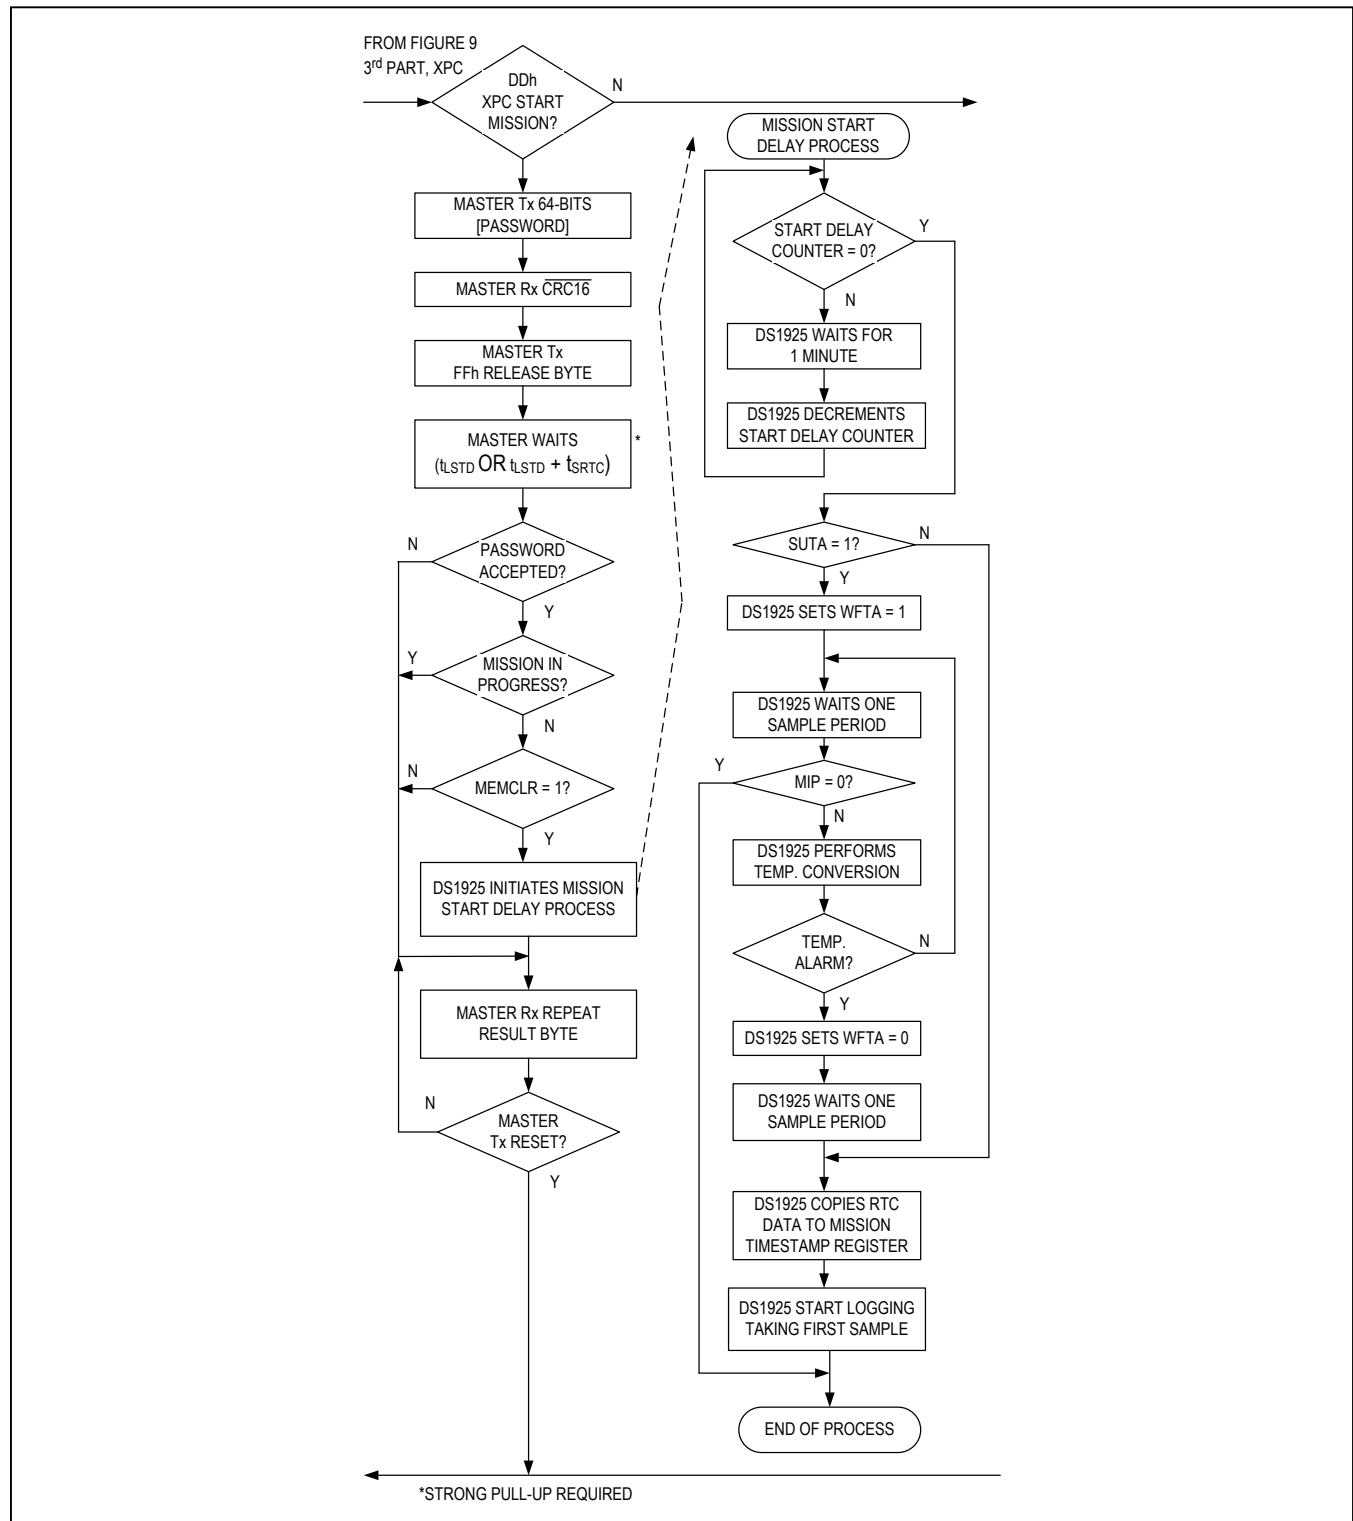 FROM FIGURE 9
3rd PART, XPC
DDh
XPC START
MISSION?
N
MASTER Tx 64-BITS
[PASSWORD]
MASTER Rx CRC16
MASTER Tx
FFh RELEASE BYTE
MASTER WAITS
(tLSTD OR tLSTD + tSRTC)
*
N
PASSWORD
ACCEPTED?
Y
Y
MISSION IN
PROGRESS?
N
N
MEMCLR = 1?
Y
DS1925 INITIATES MISSION
START DELAY PROCESS
MASTER Rx REPEAT
RESULT BYTE
N
MASTER
Tx RESET?
Y
MISSION START
DELAY PROCESS
START DELAY
COUNTER = 0?
Y
N
DS1925 WAITS FOR
1 MINUTE
DS1925 DECREMENTS
START DELAY COUNTER
SUTA = 1?
N
Y
DS1925 SETS WFTA = 1
DS1925 WAITS ONE
SAMPLE PERIOD
Y
MIP = 0?
N
DS1925 PERFORMS
TEMP. CONVERSION
TEMP.
ALARM?
N
Y
DS1925 SETS WFTA = 0
DS1925 WAITS ONE
SAMPLE PERIOD
DS1925 COPIES RTC
DATA TO MISSION
TIMESTAMP REGISTER
DS1925 START LOGGING
TAKING FIRST SAMPLE
END OF PROCESS
*STRONG PULL-UP REQUIRED